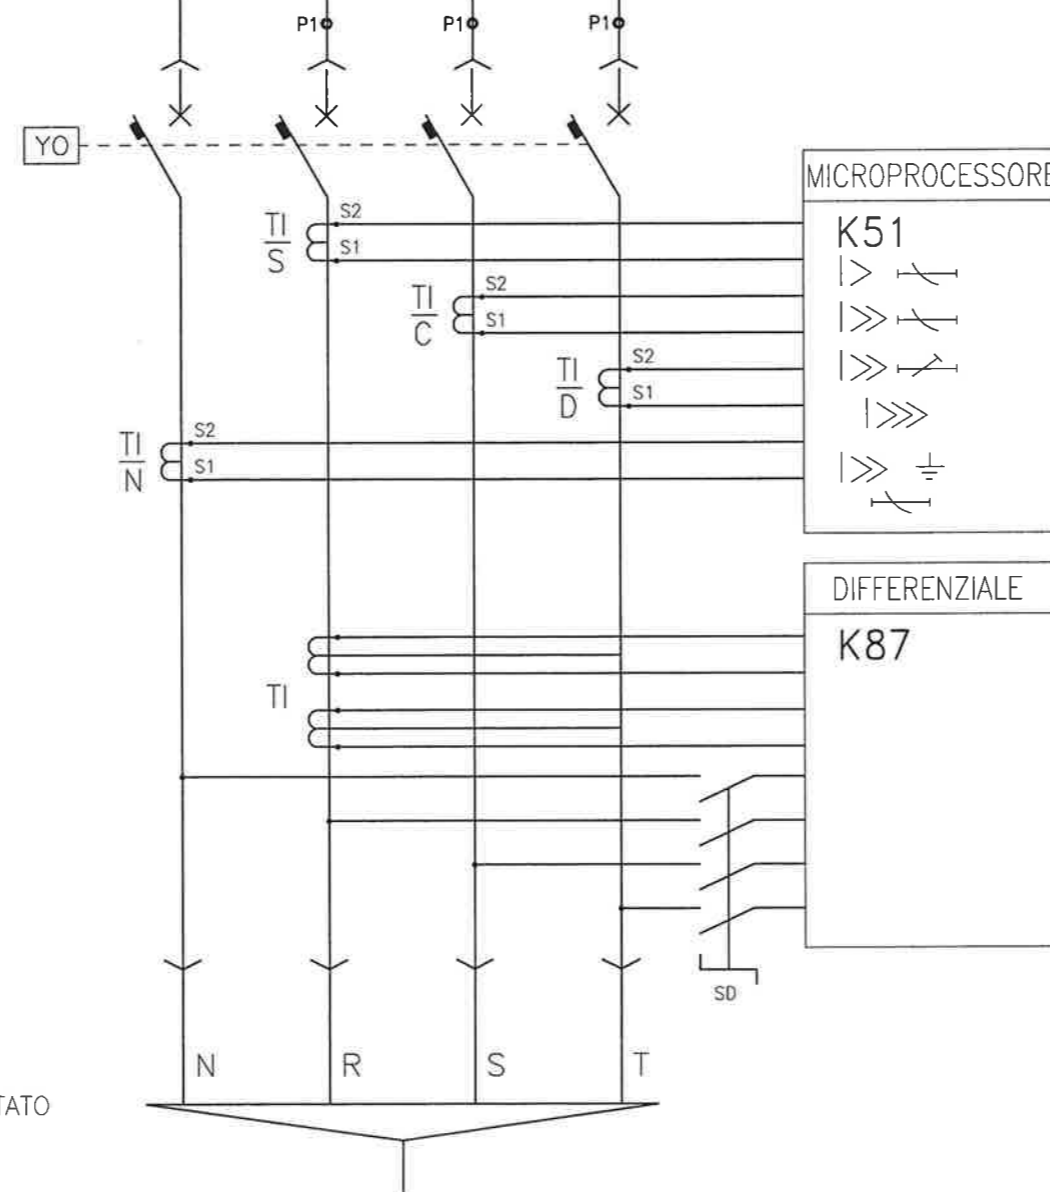 P1 P1 P1
YO
MICROPROCESSORE
K51
TI
S
S2
S1
I>
TI
C
S2
S1
I>>
TI
D
S2
S1
I>>
I>>>
TI
N
S2
S1
I>>
DIFFERENZIALE
K87
TI
SD
N R S T
TATO